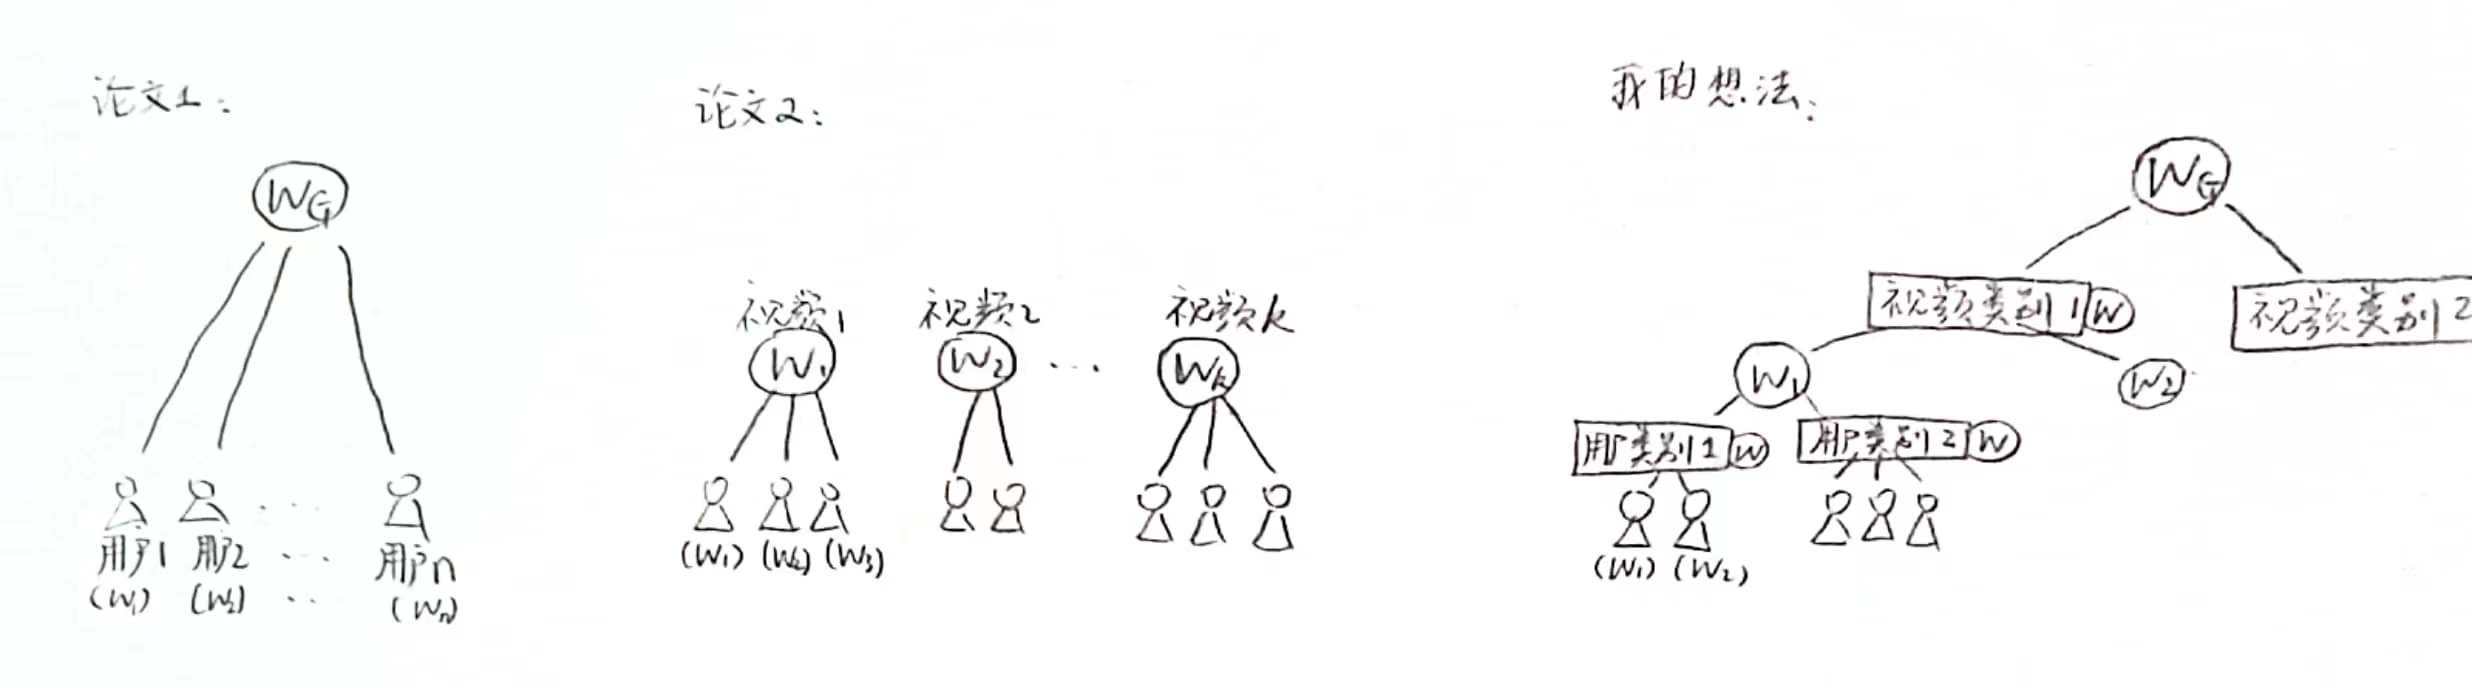 论文1：
WG
用户1 用户2 ... 用户n
(W1) (W2) .. (Wn)
论文2：
视频1 视频2 视频k
W1 W2 ... Wk
(W1) (W2) (W3)
我的想法：
WG
视频类别1 W 视频类别2
W1 W2
用户类别1 W 用户类别2 W
(W1) (W2)